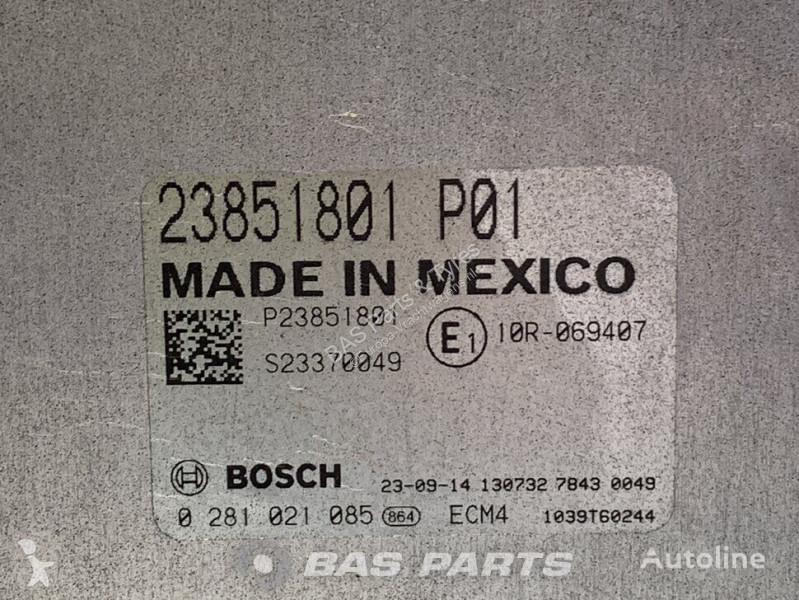 23851801 P01
MADE IN MEXICO
P23851801
E1 10R-069407
S23370049
BOSCH 23-09-14 130732 7843 0049
0 281 021 085 864 ECM4 1039T60244
BAS PARTS
Autoline